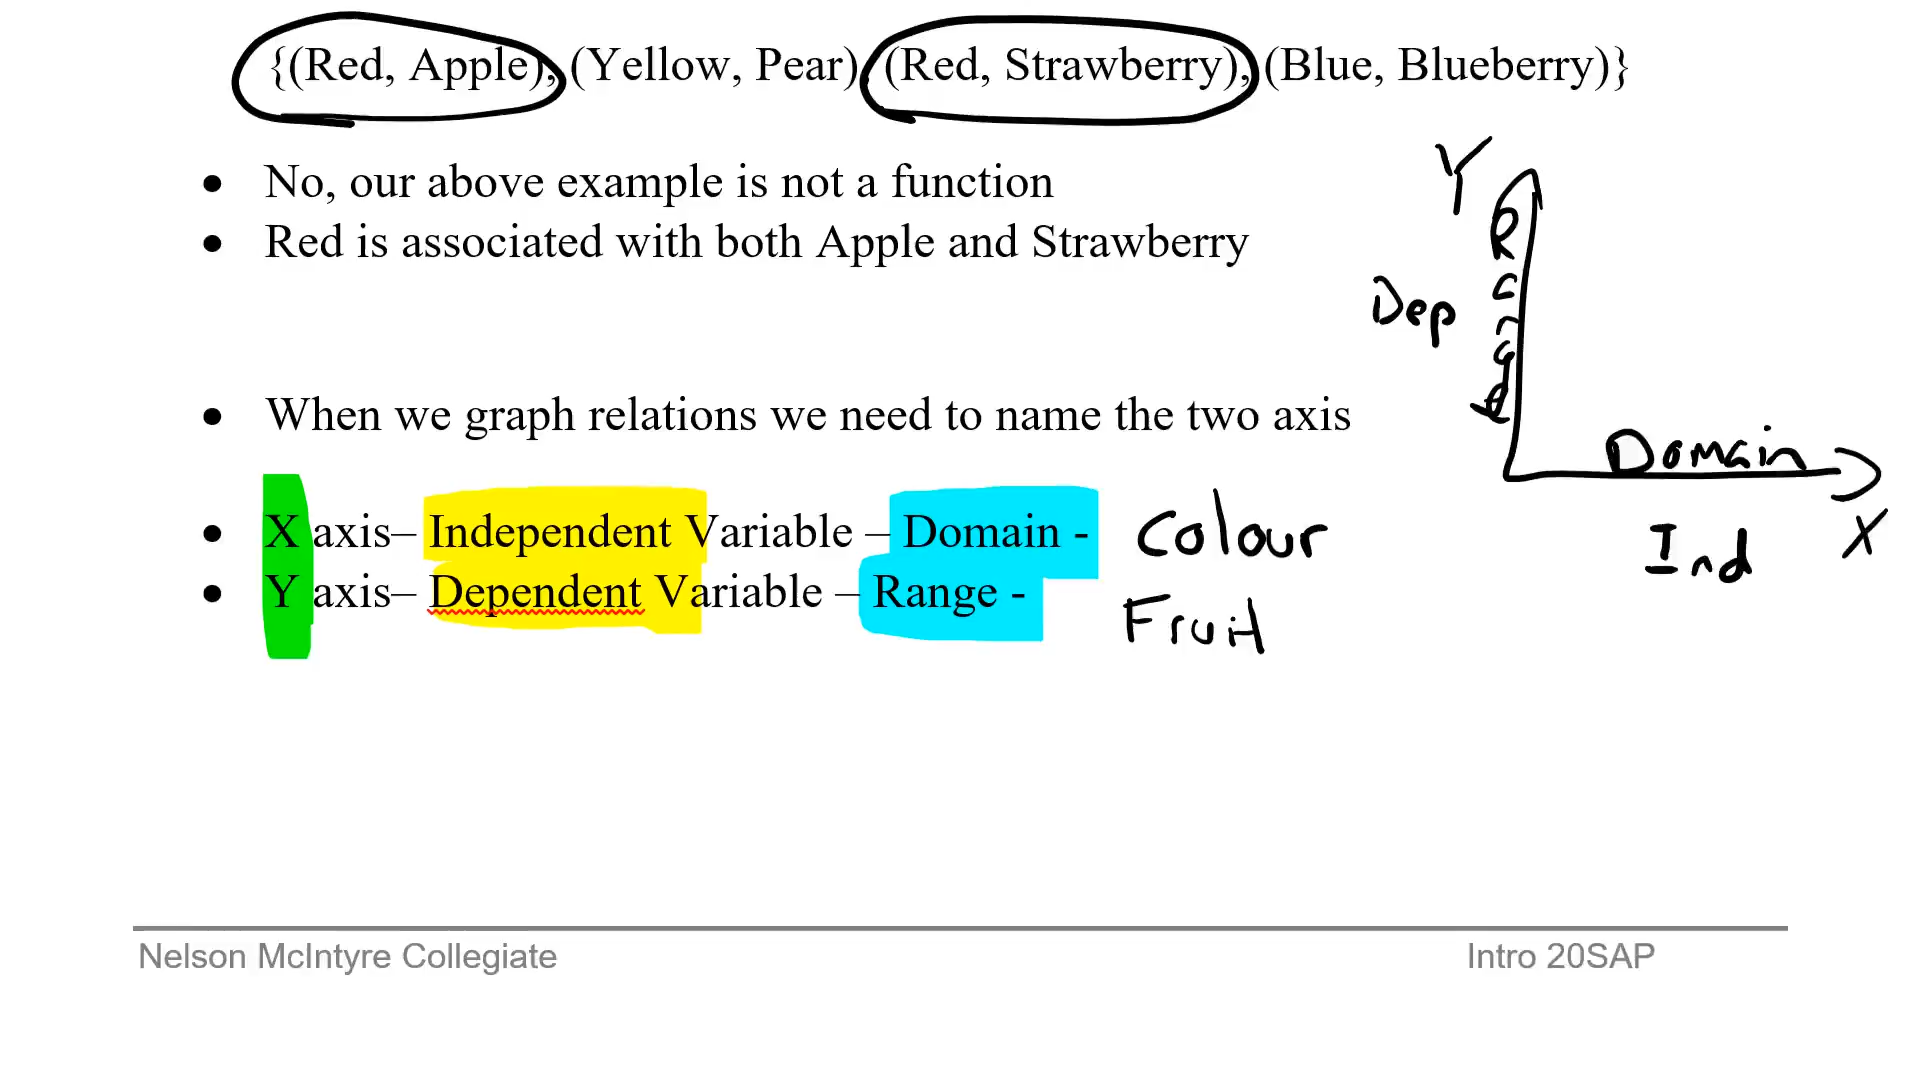 {(Red, Apple), (Yellow, Pear), (Red, Strawberry), (Blue, Blueberry)}
• No, our above example is not a function
• Red is associated with both Apple and Strawberry
• When we graph relations we need to name the two axis
• X axis– Independent Variable – Domain - Colour
• Y axis– Dependent Variable – Range - Fruit
Y
Range
Dep
Domain
Ind
X
Nelson McIntyre Collegiate
Intro 20SAP